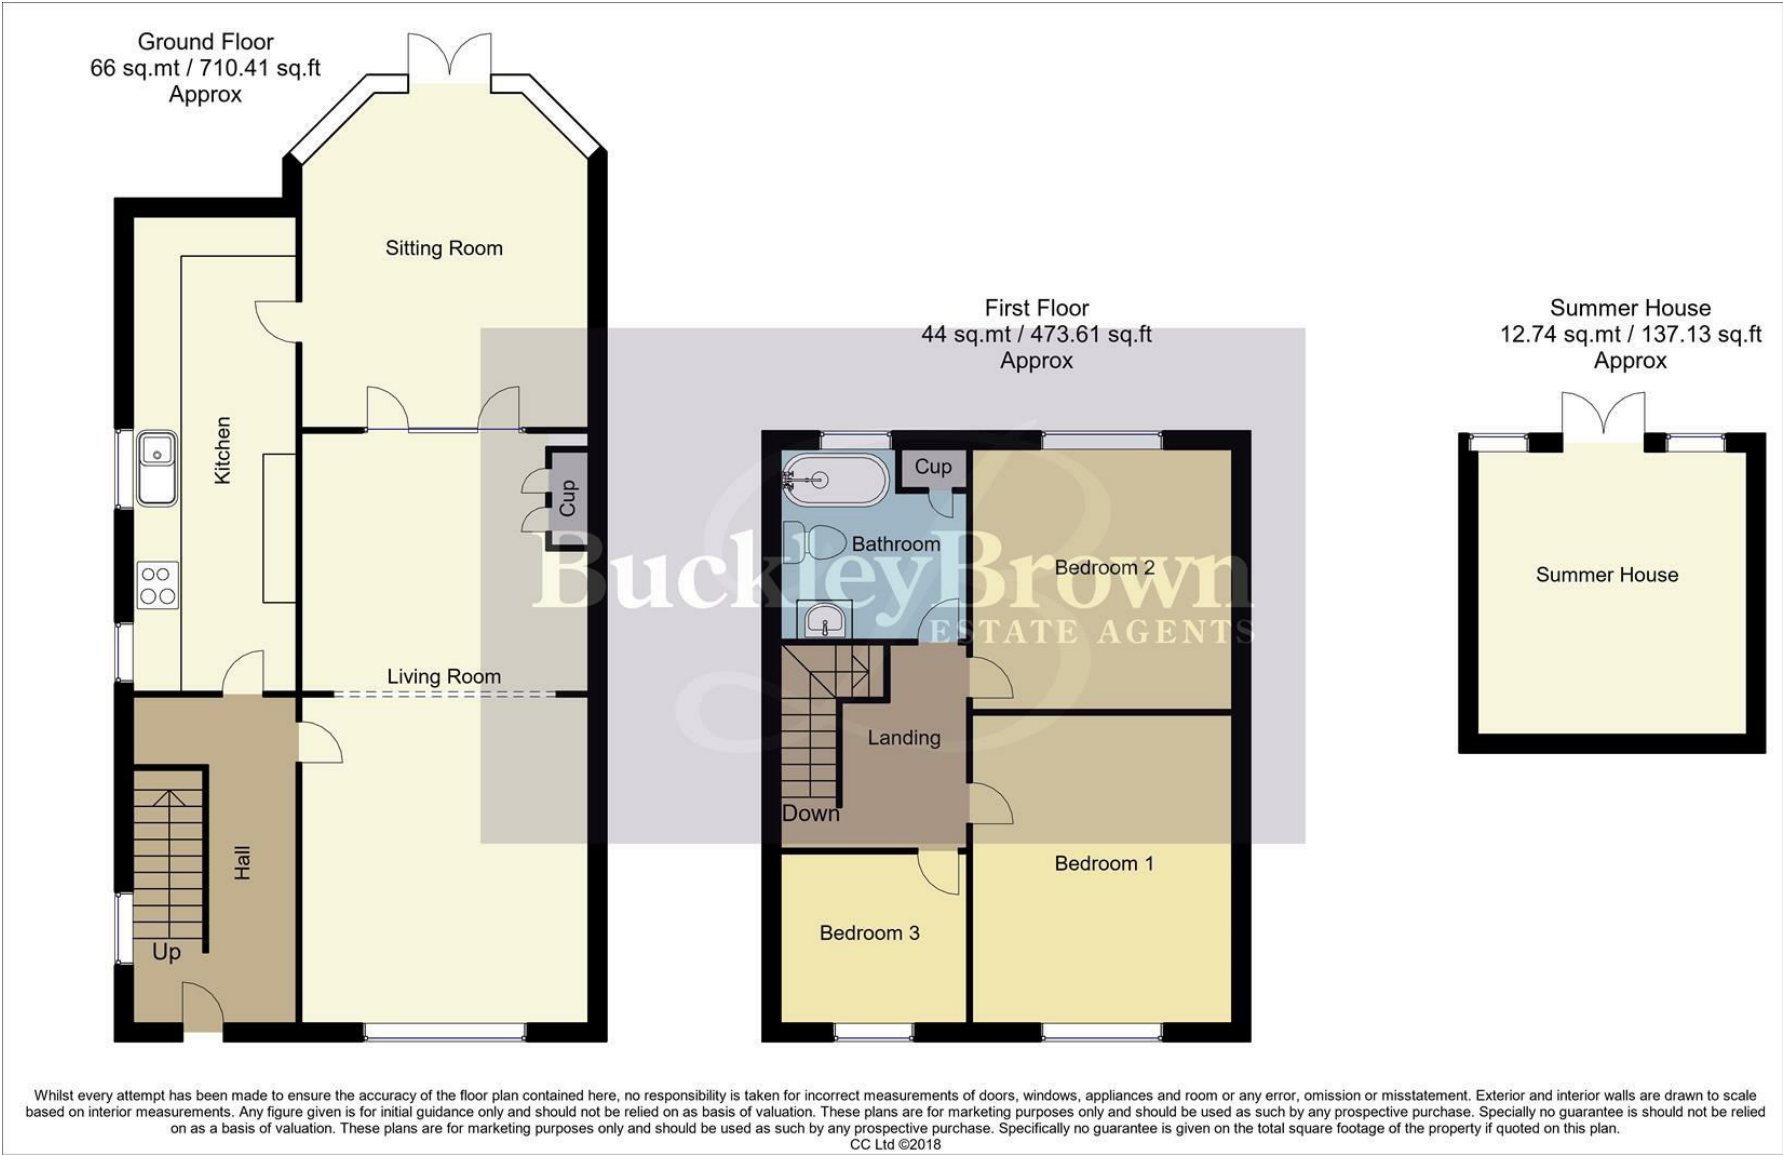 Ground Floor
66 sq.mt / 710.41 sq.ft
Approx
Sitting Room
Kitchen
Cup
Living Room
Hall
Up
First Floor
44 sq.mt / 473.61 sq.ft
Approx
Cup
Bathroom
Bedroom 2
Landing
Down
Bedroom 1
Bedroom 3
Summer House
12.74 sq.mt / 137.13 sq.ft
Approx
Summer House
BuckleyBrown
ESTATE AGENTS
Whilst every attempt has been made to ensure the accuracy of the floor plan contained here, no responsibility is taken for incorrect measurements of doors, windows, appliances and room or any error, omission or misstatement. Exterior and interior walls are drawn to scale
based on interior measurements. Any figure given is for initial guidance only and should not be relied on as basis of valuation. These plans are for marketing purposes only and should be used as such by any prospective purchase. Specially no guarantee is should not be relied
on as a basis of valuation. These plans are for marketing purposes only and should be used as such by any prospective purchase. Specifically no guarantee is given on the total square footage of the property if quoted on this plan.
CC Ltd ©2018